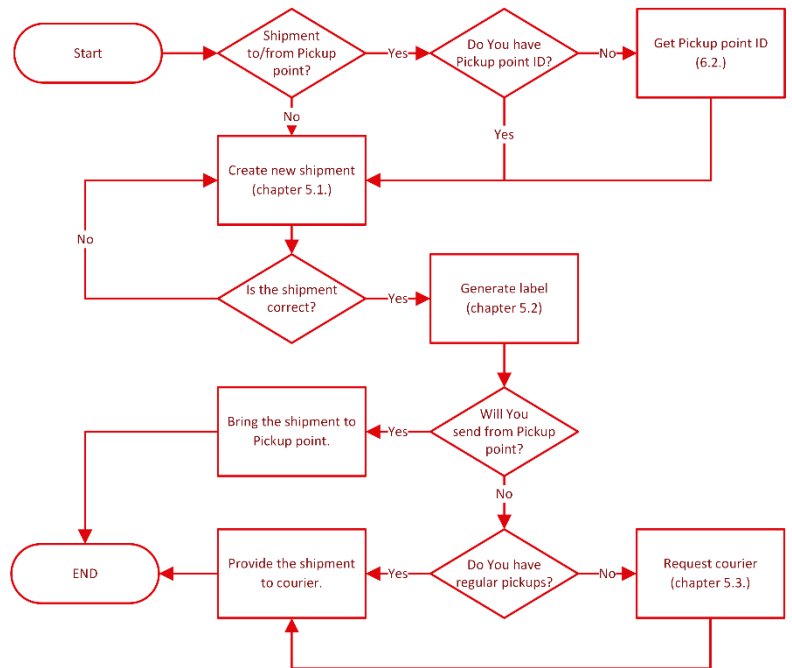 Start
Shipment
to/from Pickup
point?
Yes
Do You have
Pickup point ID?
No
Get Pickup point ID
(6.2.)
No
Yes
Create new shipment
(chapter 5.1.)
No
Is the shipment
correct?
Yes
Generate label
(chapter 5.2)
Bring the shipment to
Pickup point.
Yes
Will You
send from Pickup
point?
No
END
Provide the shipment
to courier.
Yes
Do You have
regular pickups?
No
Request courier
(chapter 5.3.)